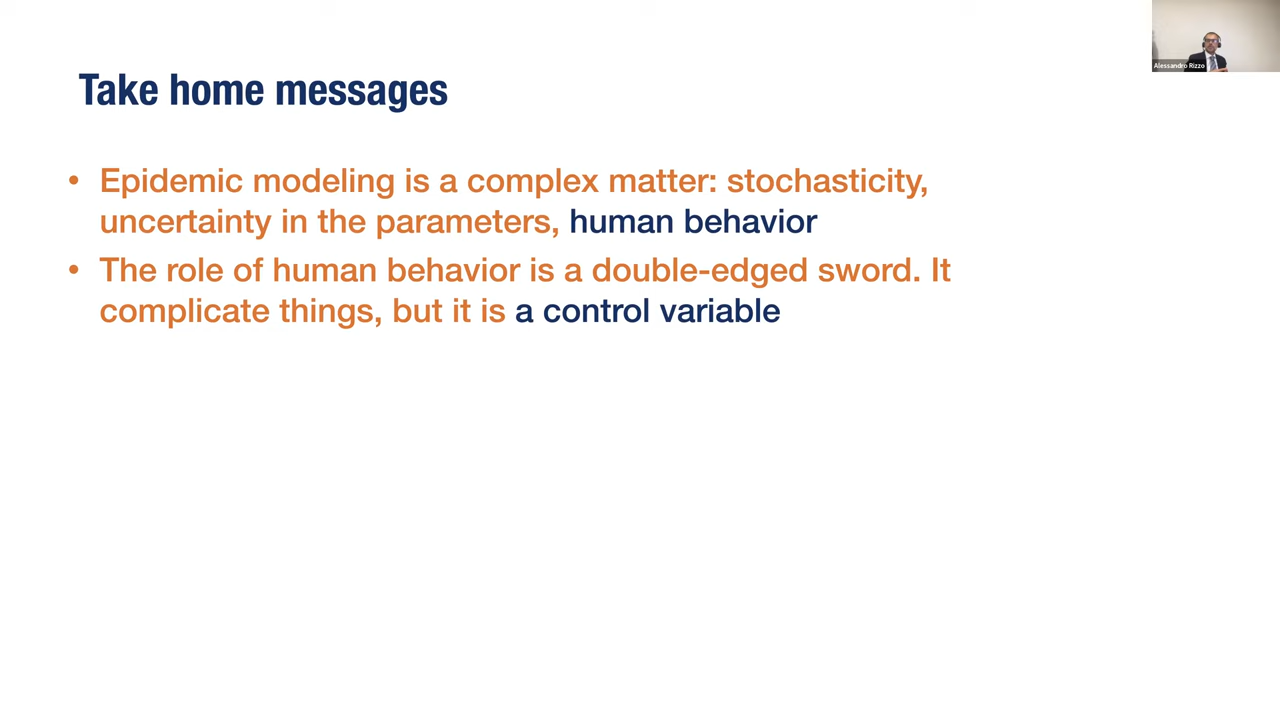 Take home messages
Alessandro Rizzo
• Epidemic modeling is a complex matter: stochasticity,
uncertainty in the parameters, human behavior
• The role of human behavior is a double-edged sword. It
complicate things, but it is a control variable